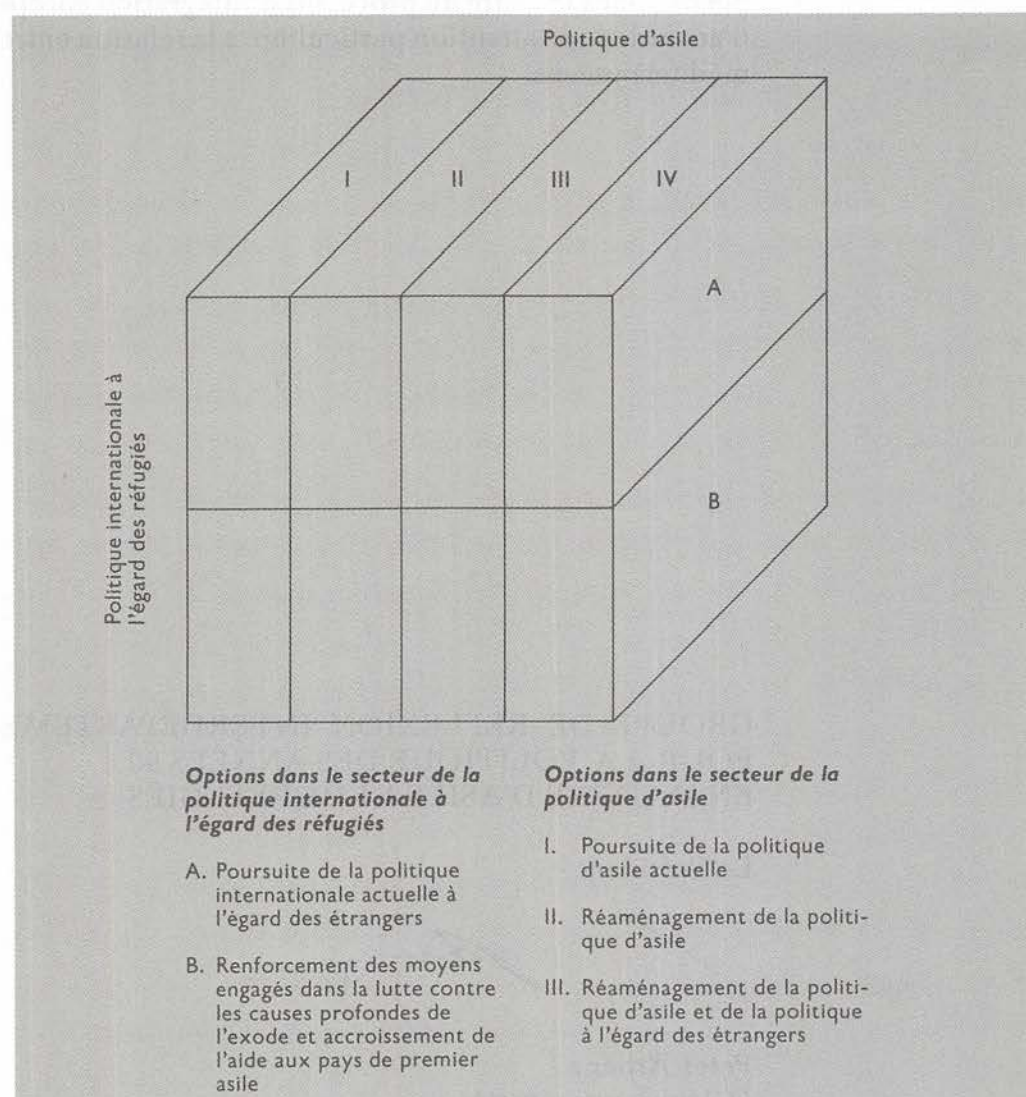 Politique d'asile
I II III IV
A
B
Politique internationale à
l'égard des réfugiés
Options dans le secteur de la
politique internationale à
l'égard des réfugiés
A. Poursuite de la politique
internationale actuelle à
l'égard des étrangers
B. Renforcement des moyens
engagés dans la lutte contre
les causes profondes de
l'exode et accroissement de
l'aide aux pays de premier
asile
Options dans le secteur de la
politique d'asile
I. Poursuite de la politique
d'asile actuelle
II. Réaménagement de la politi-
que d'asile
III. Réaménagement de la politi-
que d'asile et de la politique
à l'égard des étrangers